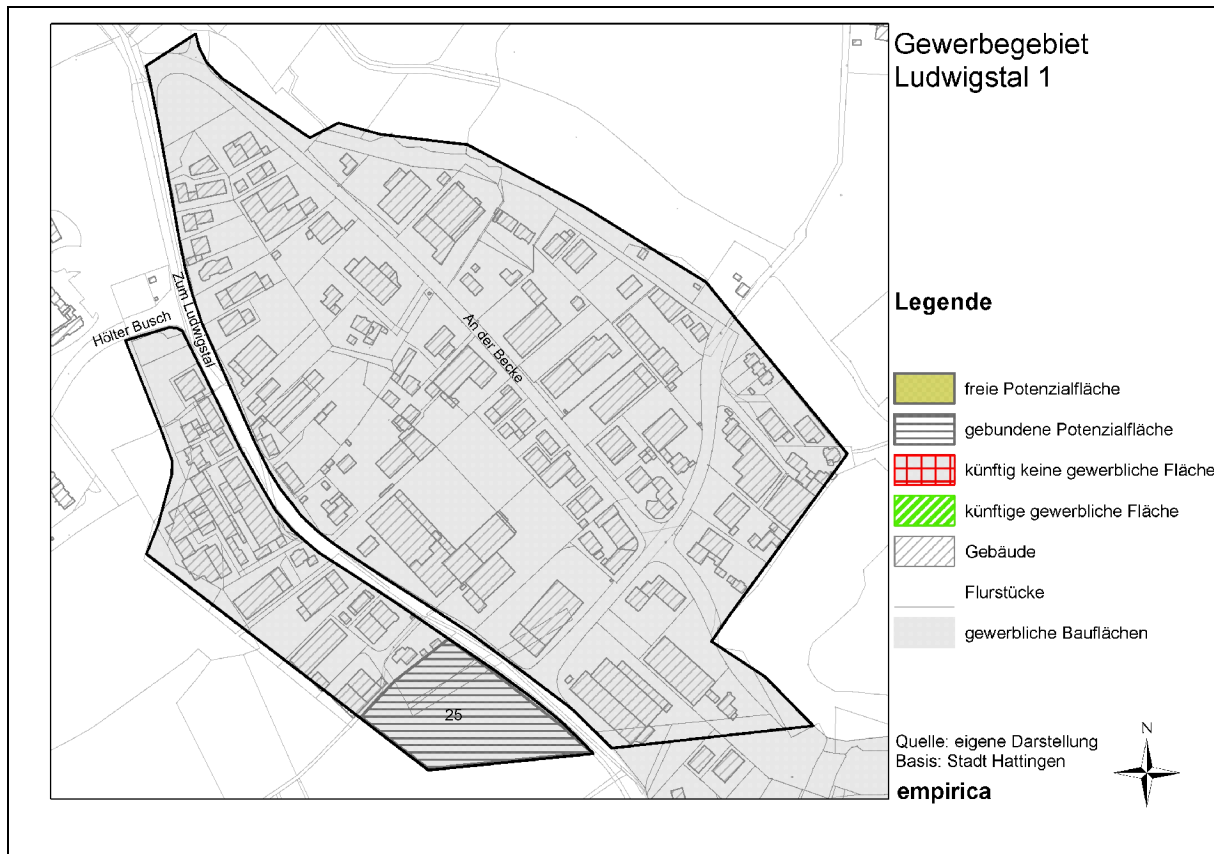 Gewerbegebiet
Ludwigstal 1
Zum Ludwigstal
Hölter Busch
An der Becke
25
Legende
freie Potenzialfläche
gebundene Potenzialfläche
künftig keine gewerbliche Fläche
künftige gewerbliche Fläche
Gebäude
Flurstücke
gewerbliche Bauflächen
Quelle: eigene Darstellung
Basis: Stadt Hattingen
empirica
N